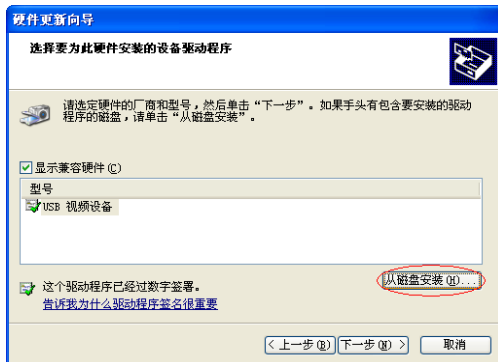 硬件更新向导
选择要为此硬件安装的设备驱动程序
请选定硬件的厂商和型号，然后单击“下一步”。如果手头有包含要安装的驱动
程序的磁盘，请单击“从磁盘安装”。
显示兼容硬件(C)
型号
USB 视频设备
从磁盘安装(H)...
这个驱动程序已经过数字签署。
告诉我为什么驱动程序签名很重要
< 上一步(B) 下一步(N) > 取消